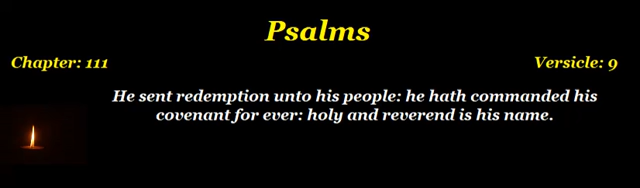 Psalms
Chapter: 111
Versicle: 9
He sent redemption unto his people: he hath commanded his
covenant for ever: holy and reverend is his name.